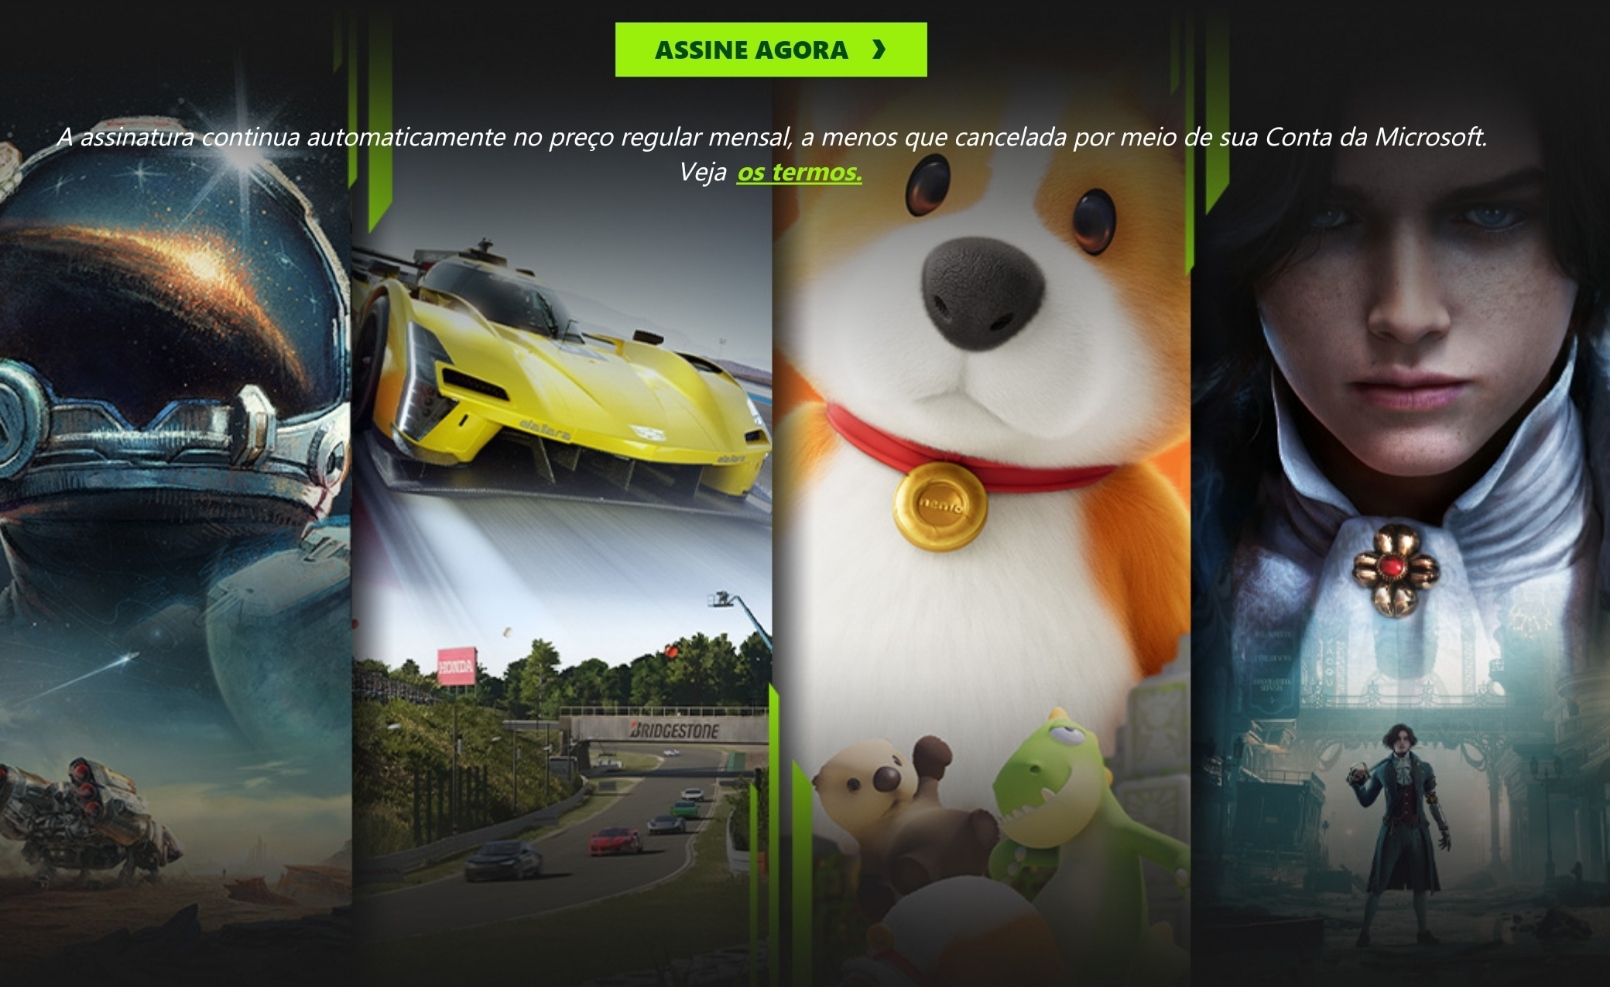 ASSINE AGORA
A assinatura continua automaticamente no preço regular mensal, a menos que cancelada por meio de sua Conta da Microsoft.
Veja os termos.
HONDA
BRIDGESTONE